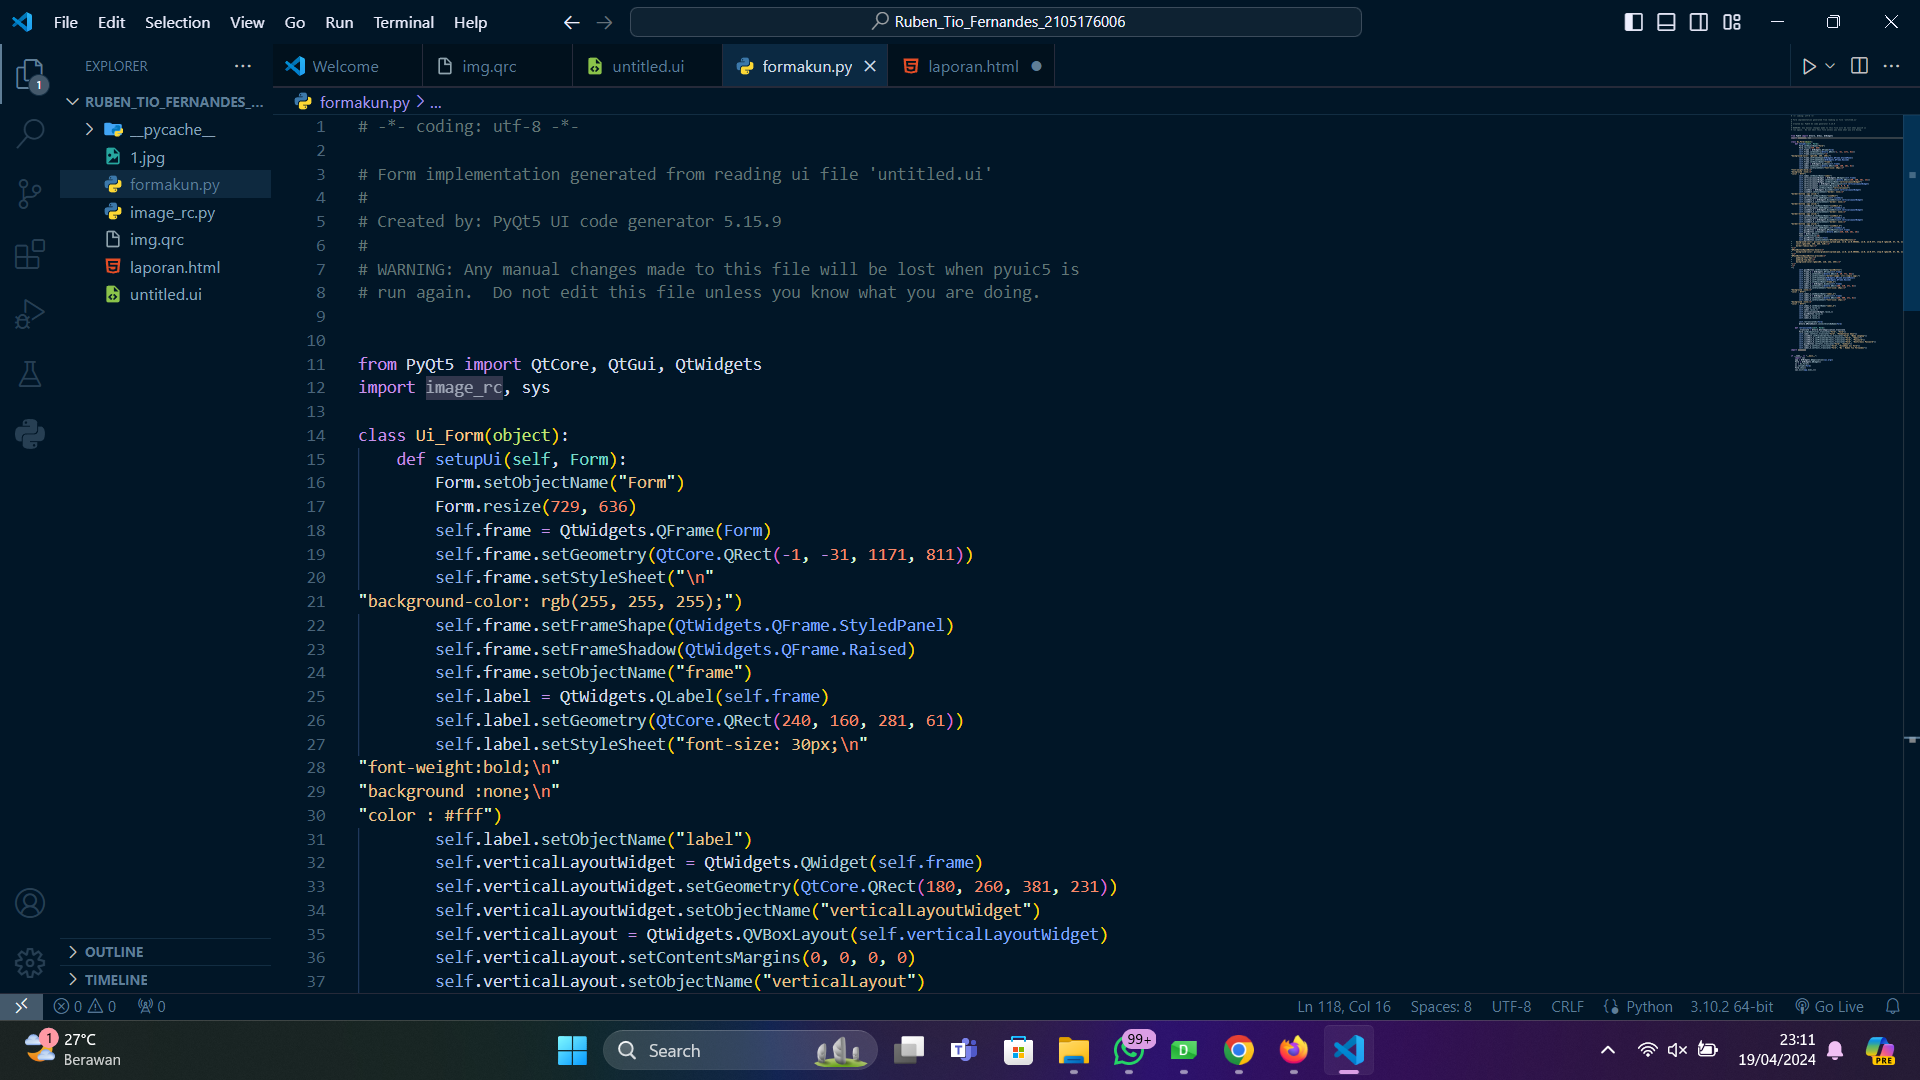 File Edit Selection View Go Run Terminal Help
Ruben_Tio_Fernandes_2105176006
EXPLORER
Welcome
img.qrc
untitled.ui
formakun.py
laporan.html
1
RUBEN_TIO_FERNANDES_...
__pycache__
1.jpg
formakun.py
image_rc.py
img.qrc
laporan.html
untitled.ui
OUTLINE
TIMELINE
formakun.py > ...
1 # -*- coding: utf-8 -*-
2
3 # Form implementation generated from reading ui file 'untitled.ui'
4 #
5 # Created by: PyQt5 UI code generator 5.15.9
6 #
7 # WARNING: Any manual changes made to this file will be lost when pyuic5 is
8 # run again.  Do not edit this file unless you know what you are doing.
9
10
11 from PyQt5 import QtCore, QtGui, QtWidgets
12 import image_rc, sys
13
14 class Ui_Form(object):
15     def setupUi(self, Form):
16         Form.setObjectName("Form")
17         Form.resize(729, 636)
18         self.frame = QtWidgets.QFrame(Form)
19         self.frame.setGeometry(QtCore.QRect(-1, -31, 1171, 811))
20         self.frame.setStyleSheet("\n"
21 "background-color: rgb(255, 255, 255);")
22         self.frame.setFrameShape(QtWidgets.QFrame.StyledPanel)
23         self.frame.setFrameShadow(QtWidgets.QFrame.Raised)
24         self.frame.setObjectName("frame")
25         self.label = QtWidgets.QLabel(self.frame)
26         self.label.setGeometry(QtCore.QRect(240, 160, 281, 61))
27         self.label.setStyleSheet("font-size: 30px;\n"
28 "font-weight:bold;\n"
29 "background :none;\n"
30 "color : #fff")
31         self.label.setObjectName("label")
32         self.verticalLayoutWidget = QtWidgets.QWidget(self.frame)
33         self.verticalLayoutWidget.setGeometry(QtCore.QRect(180, 260, 381, 231))
34         self.verticalLayoutWidget.setObjectName("verticalLayoutWidget")
35         self.verticalLayout = QtWidgets.QVBoxLayout(self.verticalLayoutWidget)
36         self.verticalLayout.setContentsMargins(0, 0, 0, 0)
37         self.verticalLayout.setObjectName("verticalLayout")
0 0 0
Ln 118, Col 16 Spaces: 8 UTF-8 CRLF Python 3.10.2 64-bit Go Live
1
27°C
Berawan
Search
99+
D
23:11
19/04/2024
PRE